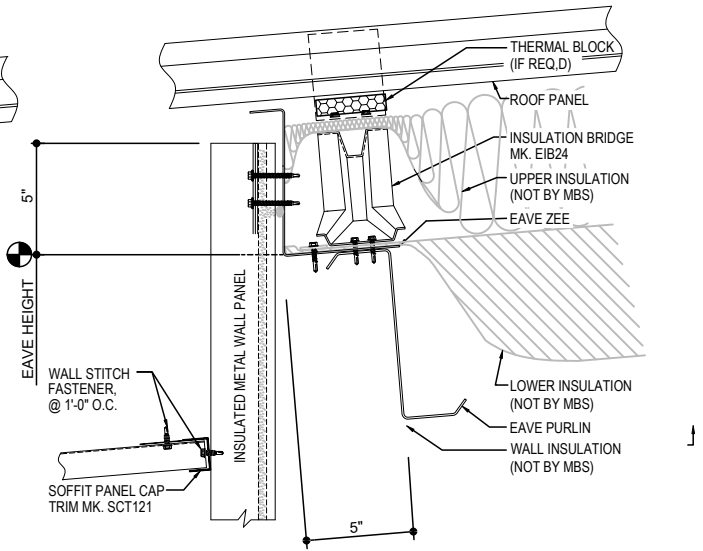 THERMAL BLOCK
(IF REQ,D)
ROOF PANEL
INSULATION BRIDGE
MK. EIB24
UPPER INSULATION
(NOT BY MBS)
EAVE ZEE
5"
EAVE HEIGHT
INSULATED METAL WALL PANEL
WALL STITCH
FASTENER,
@ 1'-0" O.C.
LOWER INSULATION
(NOT BY MBS)
EAVE PURLIN
WALL INSULATION
(NOT BY MBS)
SOFFIT PANEL CAP
TRIM MK. SCT121
5"